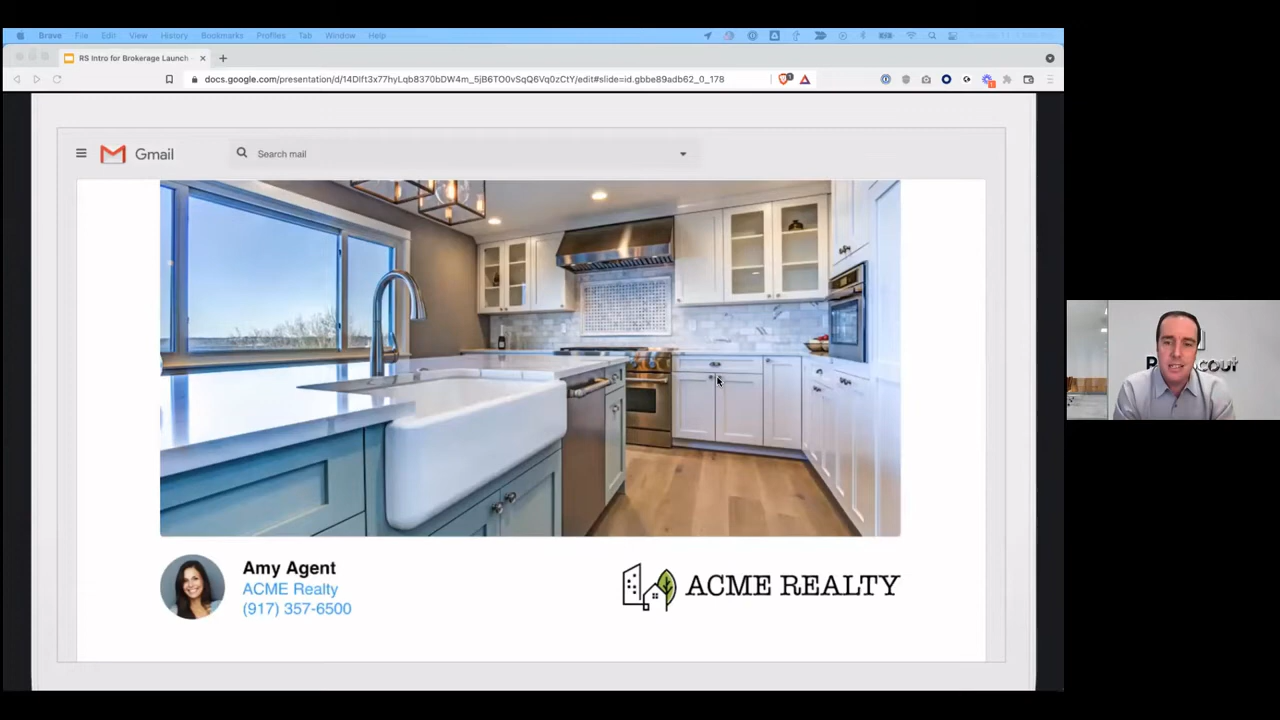 Brave File Edit View History Bookmarks Profiles Tab Window Help
RS Intro for Brokerage Launch
docs.google.com/presentation/d/14DIft3x77hyLqb8370bDW4m_5jB6TO0vSqQ6Vq0zCtY/edit#slide=id.gbbe89adb62_0_178
Gmail
Search mail
Amy Agent
ACME Realty
(917) 357-6500
ACME REALTY